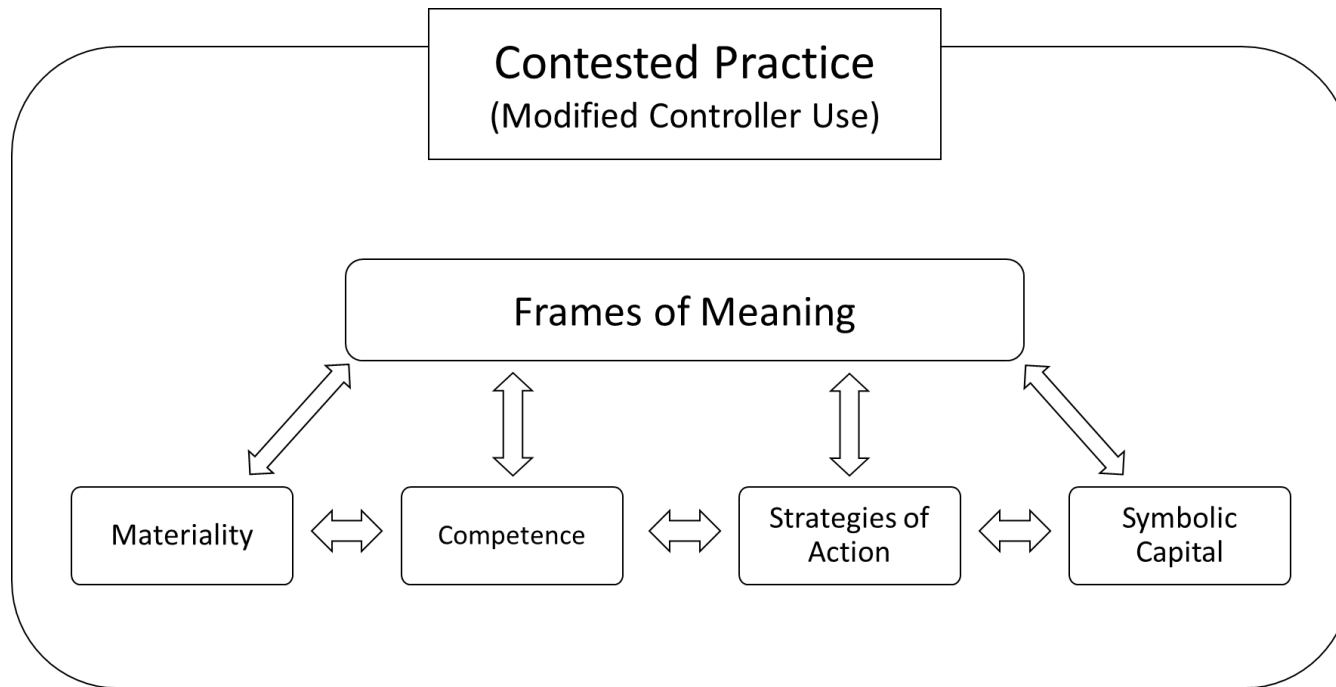 Contested Practice
(Modified Controller Use)
Frames of Meaning
Materiality
Competence
Strategies of
Action
Symbolic
Capital